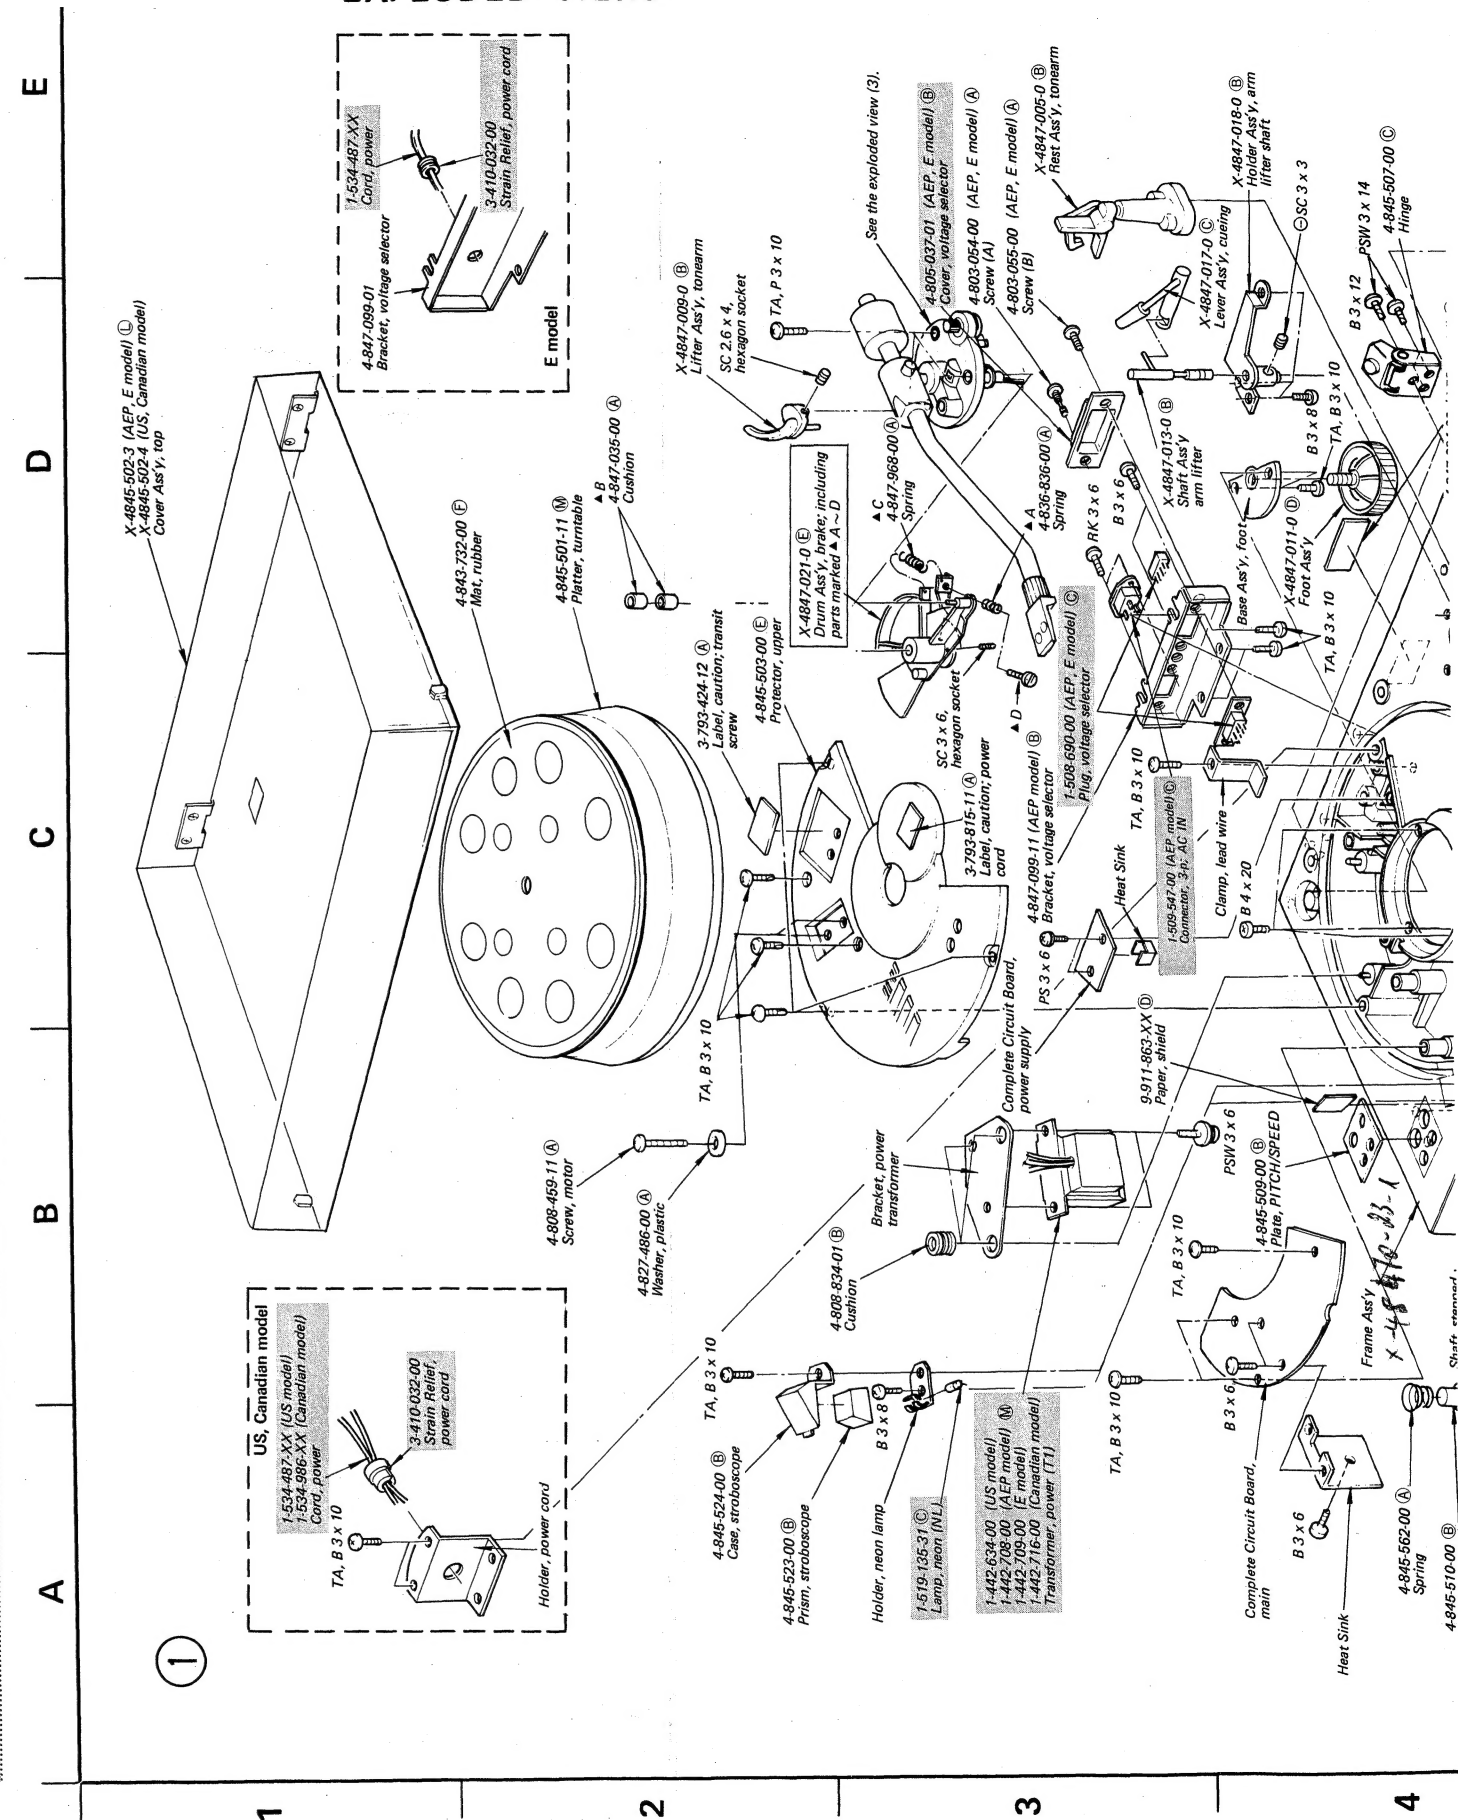 E
D
C
B
A
1
2
3
4
①
X-4845-502-3 (AEP, E model) Ⓛ
X-4845-502-4 (US, Canadian model)
Cover Ass'y, top
1-534-487-XX
Cord, power
3-410-032-00
Strain Relief, power cord
4-847-099-01
Bracket, voltage selector
E model
4-843-732-00 Ⓕ
Mat, rubber
4-845-501-11 Ⓜ
Platter, turntable
▲B
4-847-035-00 Ⓐ
Cushion
X-4847-009-0 Ⓑ
Lifter Ass'y, tonearm
SC 2.6 x 4,
hexagon socket
TA, P 3 x 10
See the exploded view (3).
4-805-037-01 (AEP, E model) Ⓑ
Cover, voltage selector
4-803-054-00 (AEP, E model) Ⓐ
Screw (A)
4-803-055-00 (AEP, E model) Ⓐ
Screw (B)
X-4847-005-0 Ⓑ
Rest Ass'y, tonearm
X-4847-017-0 Ⓒ
Lever Ass'y, cueing
X-4847-018-0 Ⓑ
Holder Ass'y, arm
lifter shaft
⊖SC 3 x 3
B 3 x 12
PSW 3 x 14
4-845-507-00 Ⓒ
Hinge
X-4847-021-0 Ⓔ
Drum Ass'y, brake; including
parts marked ▲A ~ D
▲C
4-847-968-00 Ⓐ
Spring
▲A
4-836-836-00 Ⓐ
Spring
RK 3 x 6
B 3 x 6
X-4847-013-0 Ⓑ
Shaft Ass'y
arm lifter
B 3 x 8
TA, B 3 x 10
Base Ass'y, foot
X-4847-011-0 Ⓓ
Foot Ass'y
TA, B 3 x 10
3-793-424-12 Ⓐ
Label, caution; transit
screw
4-845-503-00 Ⓔ
Protector, upper
SC 3 x 6,
hexagon socket
▲D
3-793-815-11 Ⓐ
Label, caution; power
cord
4-847-099-11 (AEP model) Ⓑ
Bracket, voltage selector
1-508-690-00 (AEP, E model) Ⓒ
Plug, voltage selector
TA, B 3 x 10
1-509-547-00 (AEP model) Ⓒ
Connector, 3-p; AC IN
Clamp, lead wire
B 4 x 20
Heat Sink
PS 3 x 6
Complete Circuit Board,
power supply
TA, B 3 x 10
4-808-459-11 Ⓐ
Screw, motor
4-827-486-00 Ⓐ
Washer, plastic
Bracket, power
transformer
4-808-834-01 Ⓑ
Cushion
9-911-863-XX Ⓓ
Paper, shield
PSW 3 x 6
4-845-509-00 Ⓑ
Plate, PITCH/SPEED
TA, B 3 x 10
Frame Ass'y
US, Canadian model
1-534-487-XX (US model)
1-534-986-XX (Canadian model)
Cord, power
3-410-032-00
Strain Relief,
power cord
TA, B 3 x 10
Holder, power cord
TA, B 3 x 10
4-845-524-00 Ⓑ
Case, stroboscope
4-845-523-00 Ⓑ
Prism, stroboscope
B 3 x 8
Holder, neon lamp
1-519-135-31 Ⓒ
Lamp, neon (NL)
1-442-634-00 (US model)
1-442-708-00 (AEP model) Ⓜ
1-442-709-00 (E model)
1-442-716-00 (Canadian model)
Transformer, power (T1)
TA, B 3 x 10
B 3 x 6
Complete Circuit Board,
main
B 3 x 6
Heat Sink
4-845-562-00 Ⓐ
Spring
4-845-510-00 Ⓑ